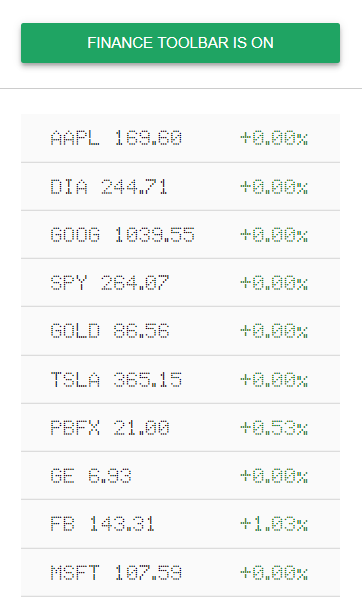 FINANCE TOOLBAR IS ON
AAPL 169.60 +0.00%
DIA 244.71 +0.00%
GOOG 1039.55 +0.00%
SPY 264.07 +0.00%
GOLD 86.56 +0.00%
TSLA 365.15 +0.00%
PBFX 21.00 +0.53%
GE 6.93 +0.00%
FB 143.31 +1.03%
MSFT 107.59 +0.00%